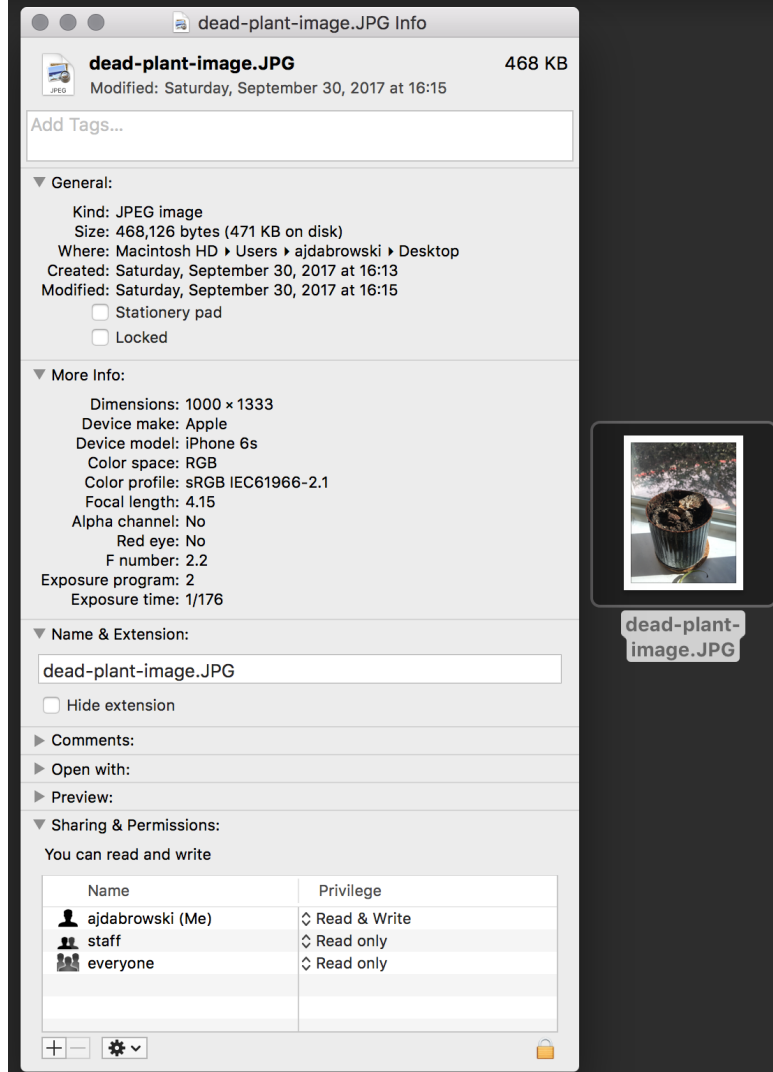 dead-plant-image.JPG Info
dead-plant-image.JPG 468 KB
Modified: Saturday, September 30, 2017 at 16:15
JPEG
Add Tags...
General:
Kind: JPEG image
Size: 468,126 bytes (471 KB on disk)
Where: Macintosh HD ▸ Users ▸ ajdabrowski ▸ Desktop
Created: Saturday, September 30, 2017 at 16:13
Modified: Saturday, September 30, 2017 at 16:15
Stationery pad
Locked
More Info:
Dimensions: 1000 × 1333
Device make: Apple
Device model: iPhone 6s
Color space: RGB
Color profile: sRGB IEC61966-2.1
Focal length: 4.15
Alpha channel: No
Red eye: No
F number: 2.2
Exposure program: 2
Exposure time: 1/176
Name & Extension:
dead-plant-image.JPG
Hide extension
Comments:
Open with:
Preview:
Sharing & Permissions:
You can read and write
Name Privilege
ajdabrowski (Me) Read & Write
staff Read only
everyone Read only
dead-plant-
image.JPG